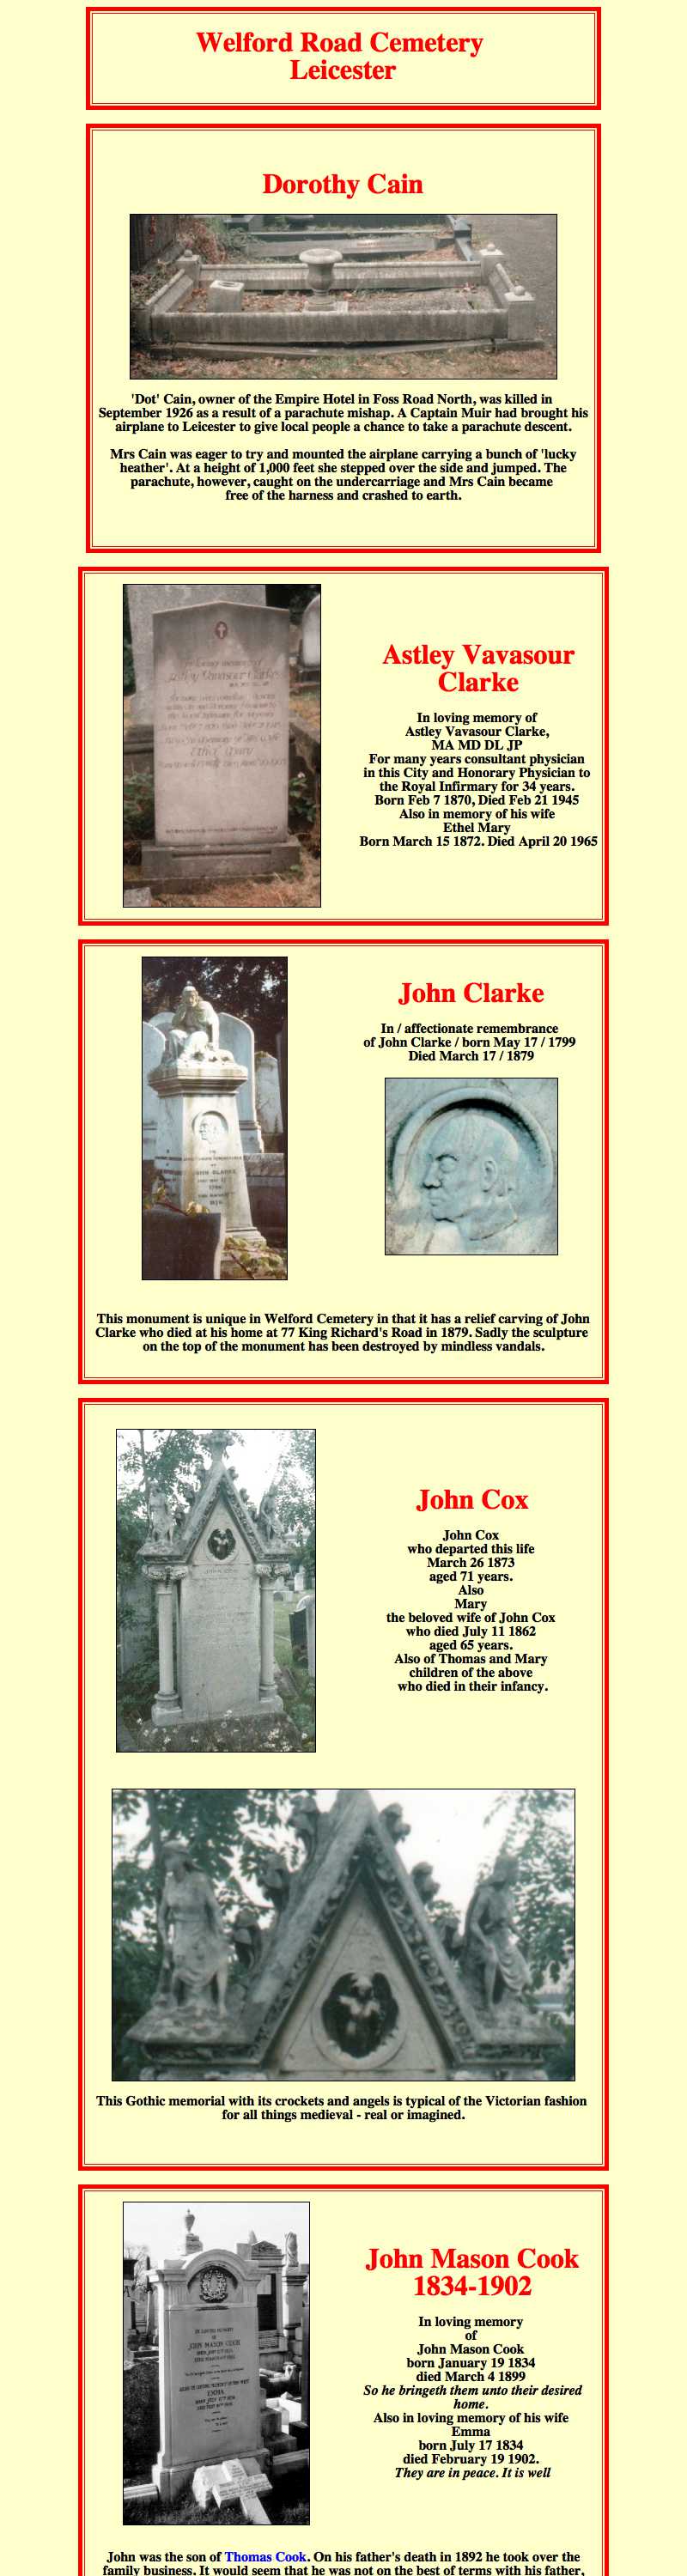 Welford Road Cemetery
Leicester
Dorothy Cain
'Dot' Cain, owner of the Empire Hotel in Foss Road North, was killed in
September 1926 as a result of a parachute mishap. A Captain Muir had brought his
airplane to Leicester to give local people a chance to take a parachute descent.
Mrs Cain was eager to try and mounted the airplane carrying a bunch of 'lucky
heather'. At a height of 1,000 feet she stepped over the side and jumped. The
parachute, however, caught on the undercarriage and Mrs Cain became
free of the harness and crashed to earth.
Astley Vavasour
Clarke
In loving memory of
Astley Vavasour Clarke,
MA MD DL JP
For many years consultant physician
in this City and Honorary Physician to
the Royal Infirmary for 34 years.
Born Feb 7 1870, Died Feb 21 1945
Also in memory of his wife
Ethel Mary
Born March 15 1872. Died April 20 1965
John Clarke
In / affectionate remembrance
of John Clarke / born May 17 / 1799
Died March 17 / 1879
This monument is unique in Welford Cemetery in that it has a relief carving of John
Clarke who died at his home at 77 King Richard's Road in 1879. Sadly the sculpture
on the top of the monument has been destroyed by mindless vandals.
John Cox
John Cox
who departed this life
March 26 1873
aged 71 years.
Also
Mary
the beloved wife of John Cox
who died July 11 1862
aged 65 years.
Also of Thomas and Mary
children of the above
who died in their infancy.
This Gothic memorial with its crockets and angels is typical of the Victorian fashion
for all things medieval - real or imagined.
IN LOVING MEMORY
OF
JOHN MASON COOK
EMMA
John Mason Cook
1834-1902
In loving memory
of
John Mason Cook
born January 19 1834
died March 4 1899
So he bringeth them unto their desired
home.
Also in loving memory of his wife
Emma
born July 17 1834
died February 19 1902.
They are in peace. It is well
John was the son of Thomas Cook. On his father's death in 1892 he took over the
family business. It would seem that he was not on the best of terms with his father,